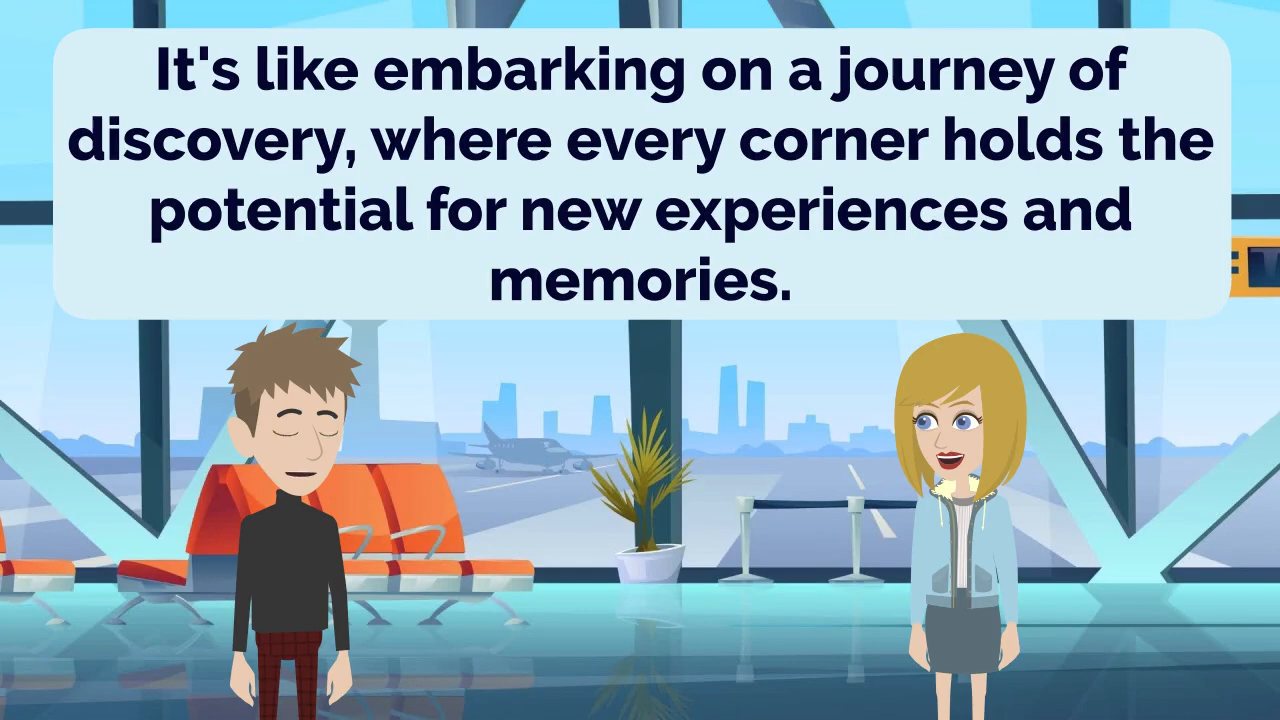 It's like embarking on a journey of
discovery, where every corner holds the
potential for new experiences and
memories.